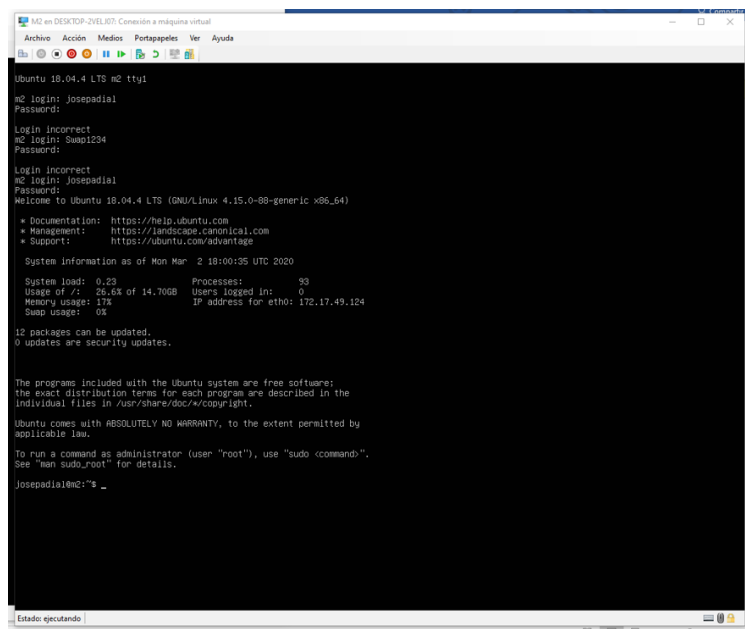 Compartir
M2 en DESKTOP-2VELJ07: Conexión a máquina virtual
Archivo Acción Medios Portapapeles Ver Ayuda
Ubuntu 18.04.4 LTS m2 tty1
m2 login: josepadial
Password:
Login incorrect
m2 login: Swap1234
Password:
Login incorrect
m2 login: josepadial
Password:
Welcome to Ubuntu 18.04.4 LTS (GNU/Linux 4.15.0-88-generic x86_64)
* Documentation: https://help.ubuntu.com
* Management: https://landscape.canonical.com
* Support: https://ubuntu.com/advantage
System information as of Mon Mar 2 18:00:35 UTC 2020
System load: 0.23 Processes: 93
Usage of /: 26.6% of 14.70GB Users logged in: 0
Memory usage: 17% IP address for eth0: 172.17.49.124
Swap usage: 0%
12 packages can be updated.
0 updates are security updates.
The programs included with the Ubuntu system are free software;
the exact distribution terms for each program are described in the
individual files in /usr/share/doc/*/copyright.
Ubuntu comes with ABSOLUTELY NO WARRANTY, to the extent permitted by
applicable law.
To run a command as administrator (user "root"), use "sudo <command>".
See "man sudo_root" for details.
josepadial@m2:~$ _
Estado: ejecutando